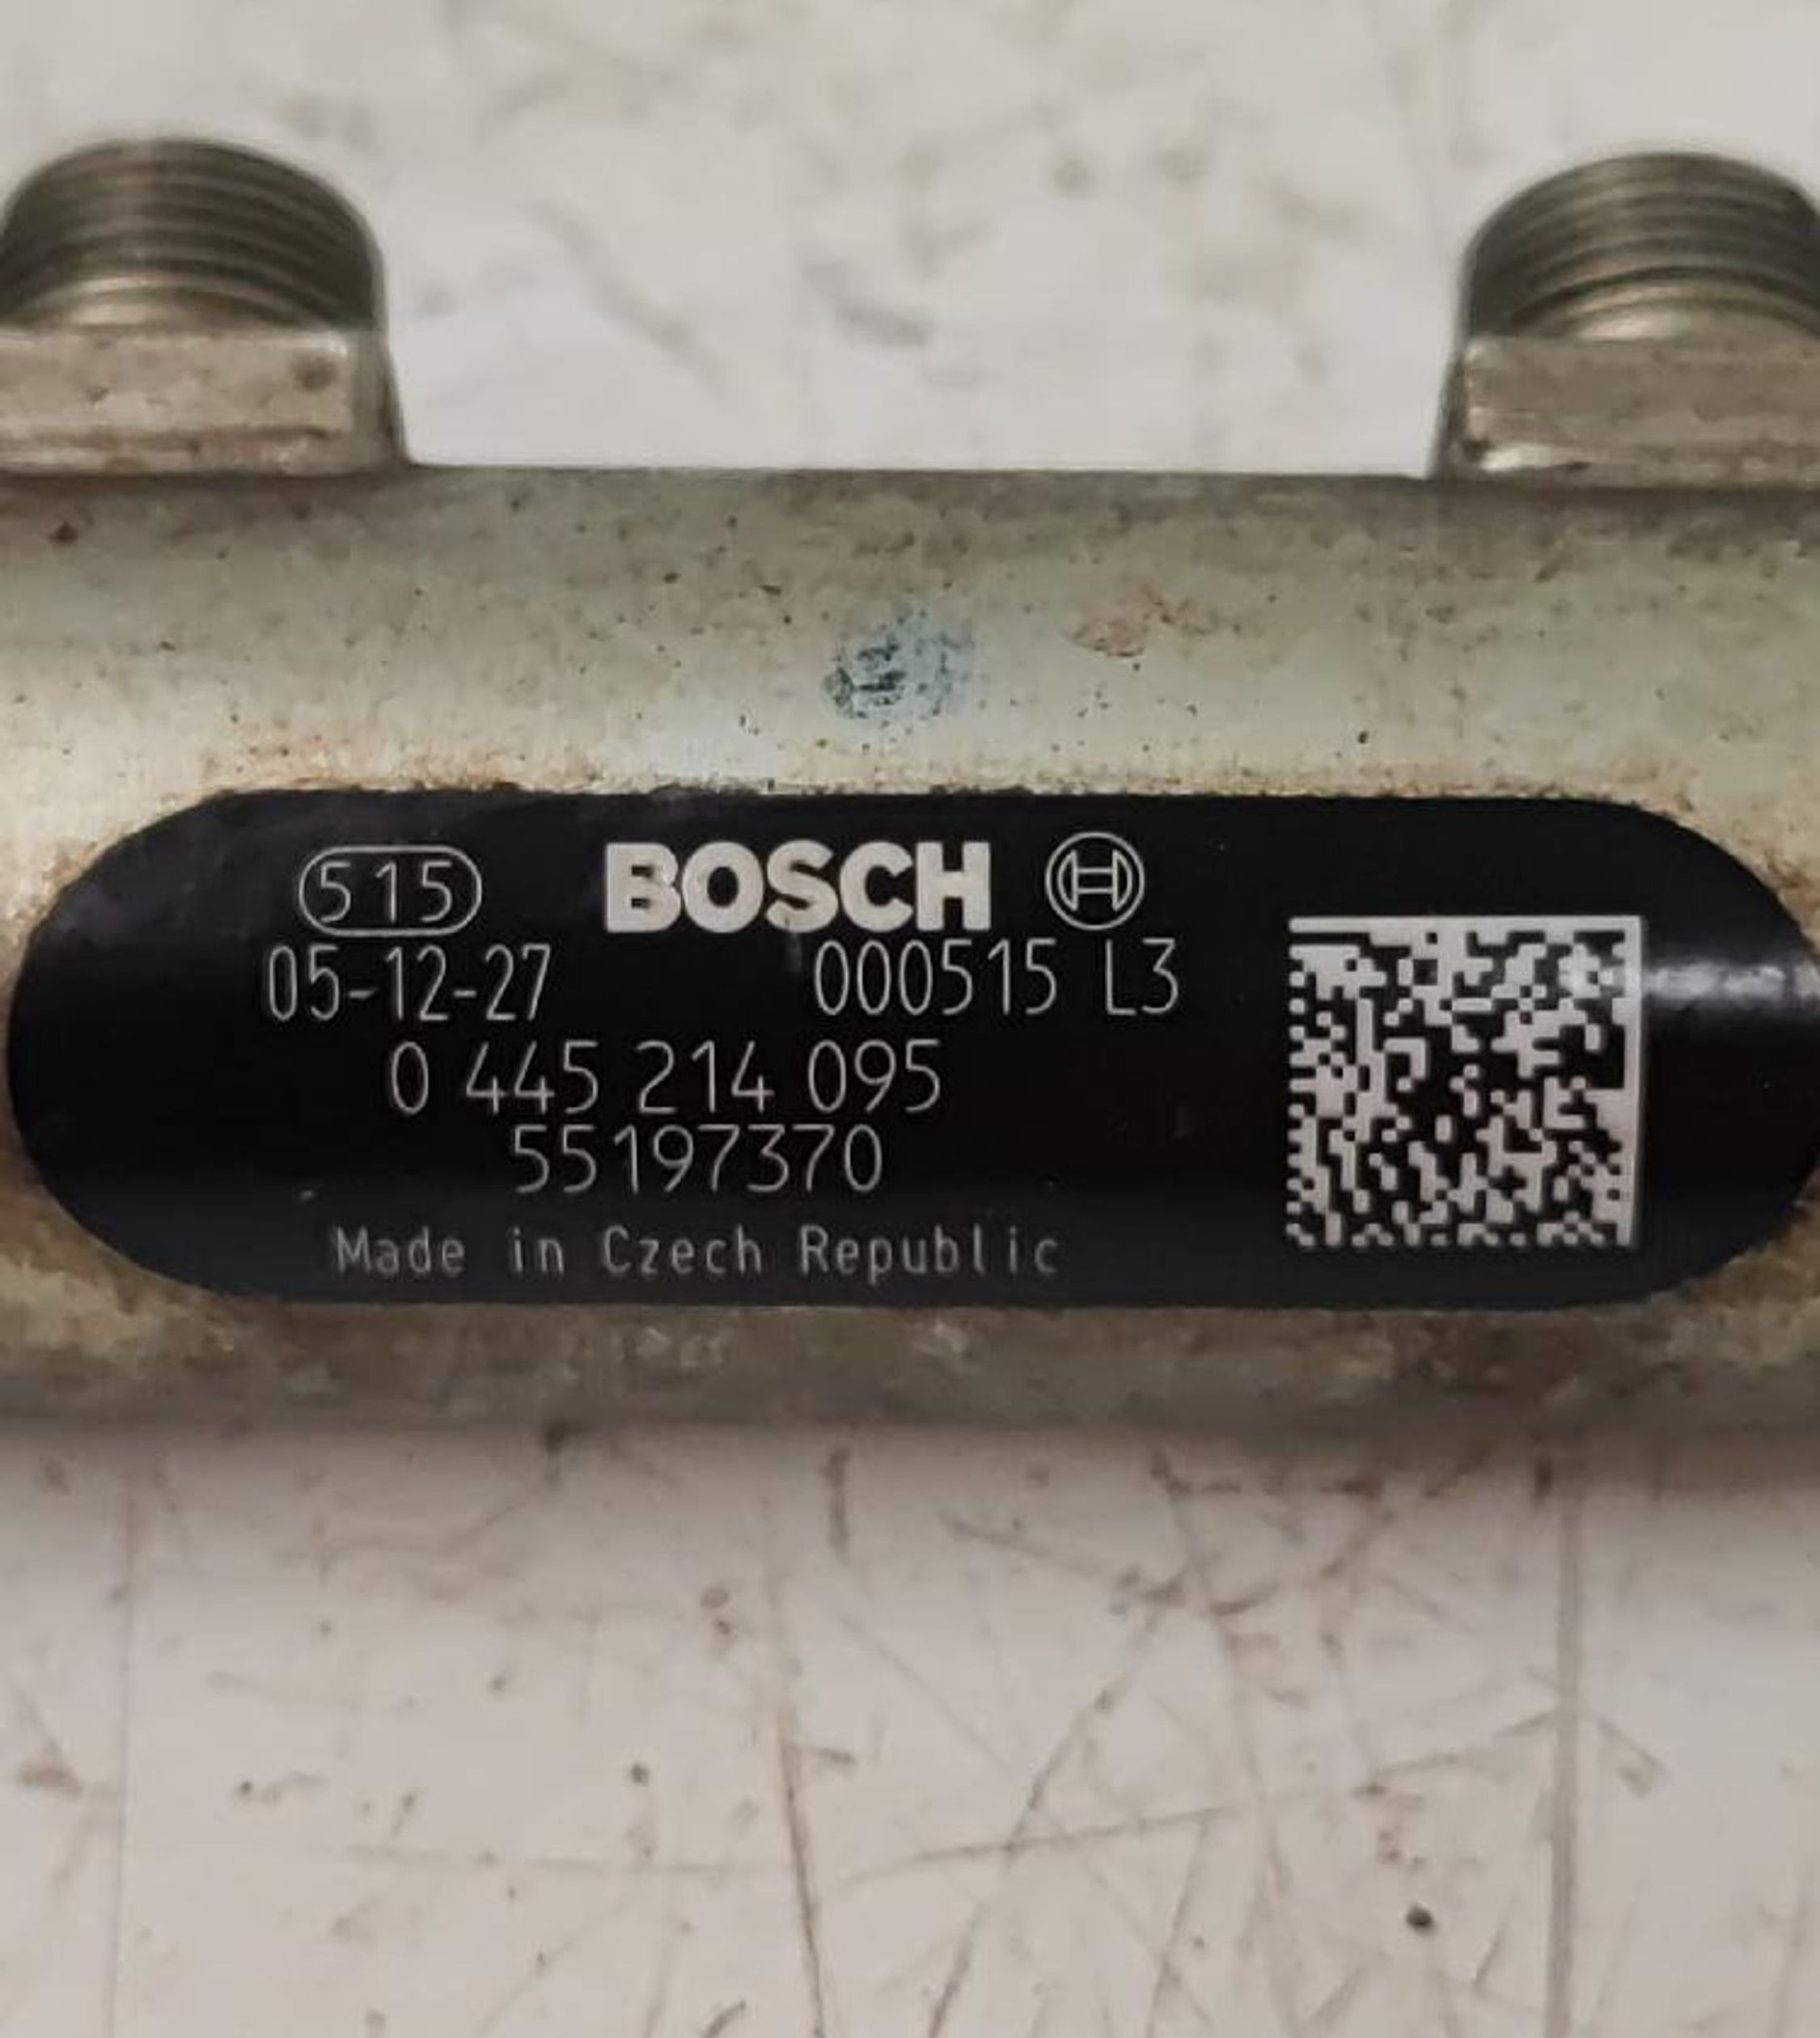 515 BOSCH
05-12-27 000515 L3
0 445 214 095
55197370
Made in Czech Republic